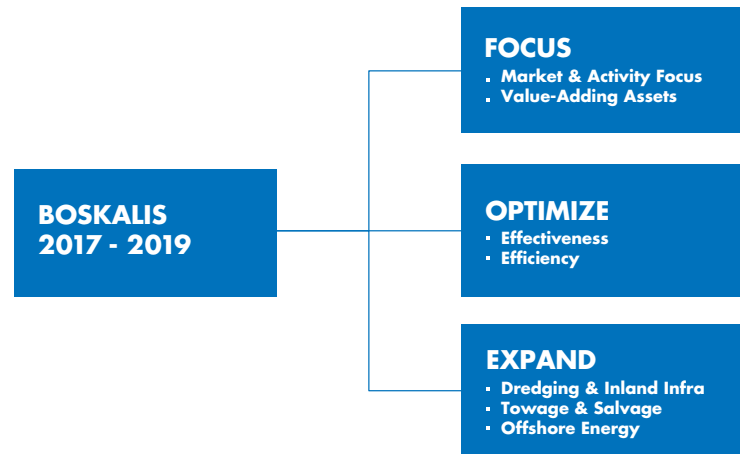 BOSKALIS
2017 - 2019
FOCUS
▪ Market & Activity Focus
▪ Value-Adding Assets
OPTIMIZE
▪ Effectiveness
▪ Efficiency
EXPAND
▪ Dredging & Inland Infra
▪ Towage & Salvage
▪ Offshore Energy